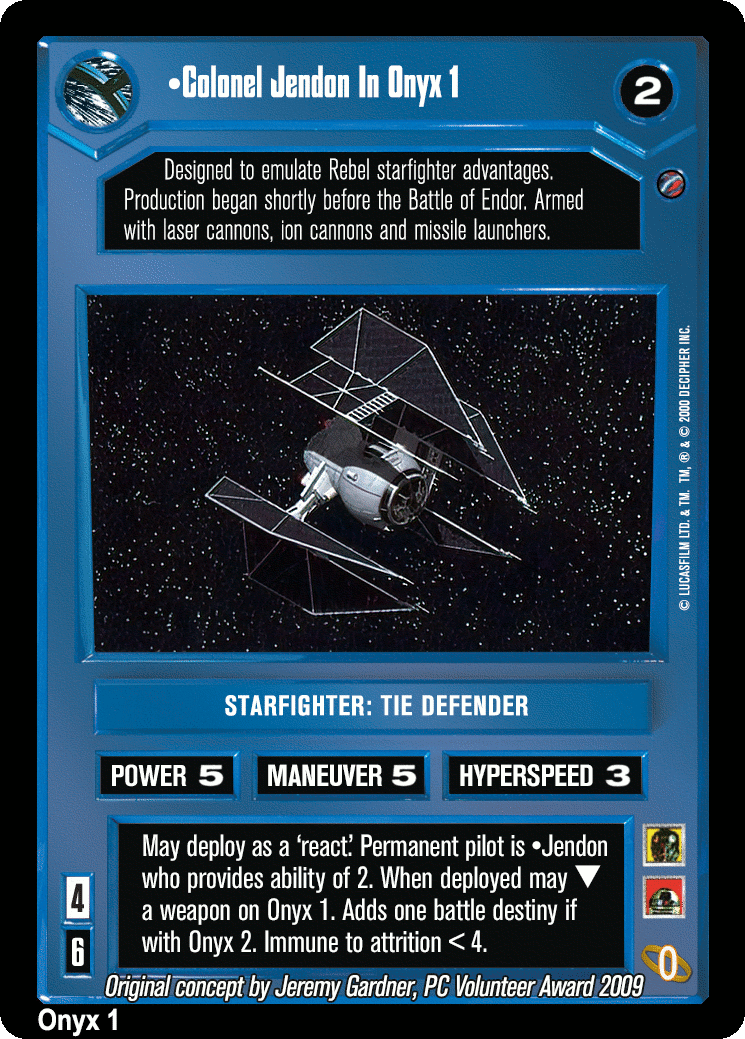 •Colonel Jendon In Onyx 1
2
Designed to emulate Rebel starfighter advantages.
Production began shortly before the Battle of Endor. Armed
with laser cannons, ion cannons and missile launchers.
© LUCASFILM LTD. & TM. TM, ® & © 2000 DECIPHER INC.
STARFIGHTER: TIE DEFENDER
POWER 5 MANEUVER 5 HYPERSPEED 3
May deploy as a ‘react’. Permanent pilot is •Jendon
who provides ability of 2. When deployed may ▼
a weapon on Onyx 1. Adds one battle destiny if
with Onyx 2. Immune to attrition < 4.
4
6
0
Original concept by Jeremy Gardner, PC Volunteer Award 2009
Onyx 1